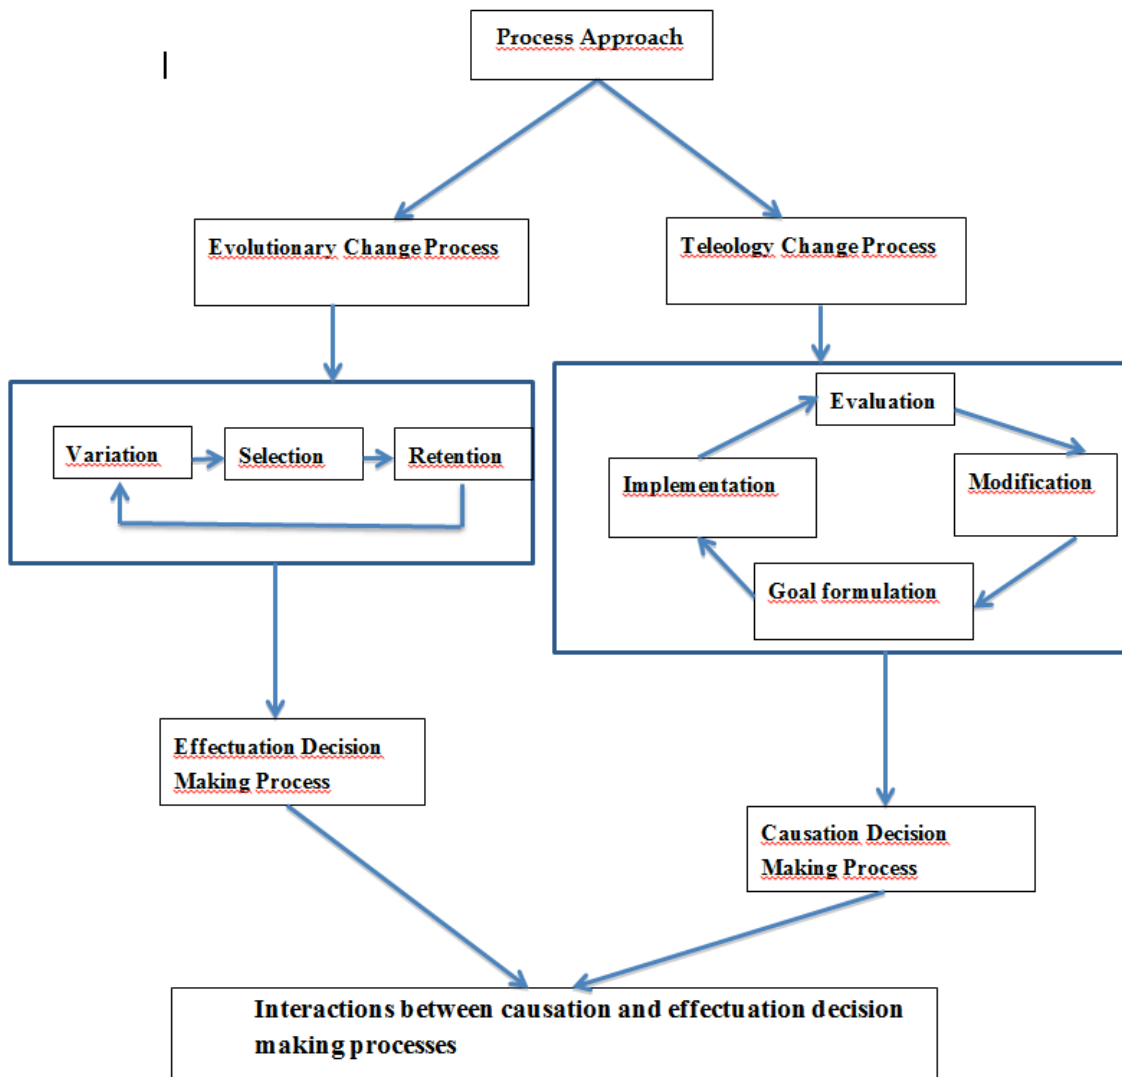 Process Approach
Evolutionary Change Process
Teleology Change Process
Evaluation
Variation
Selection
Retention
Implementation
Modification
Goal formulation
Effectuation Decision
Making Process
Causation Decision
Making Process
Interactions between causation and effectuation decision
making processes